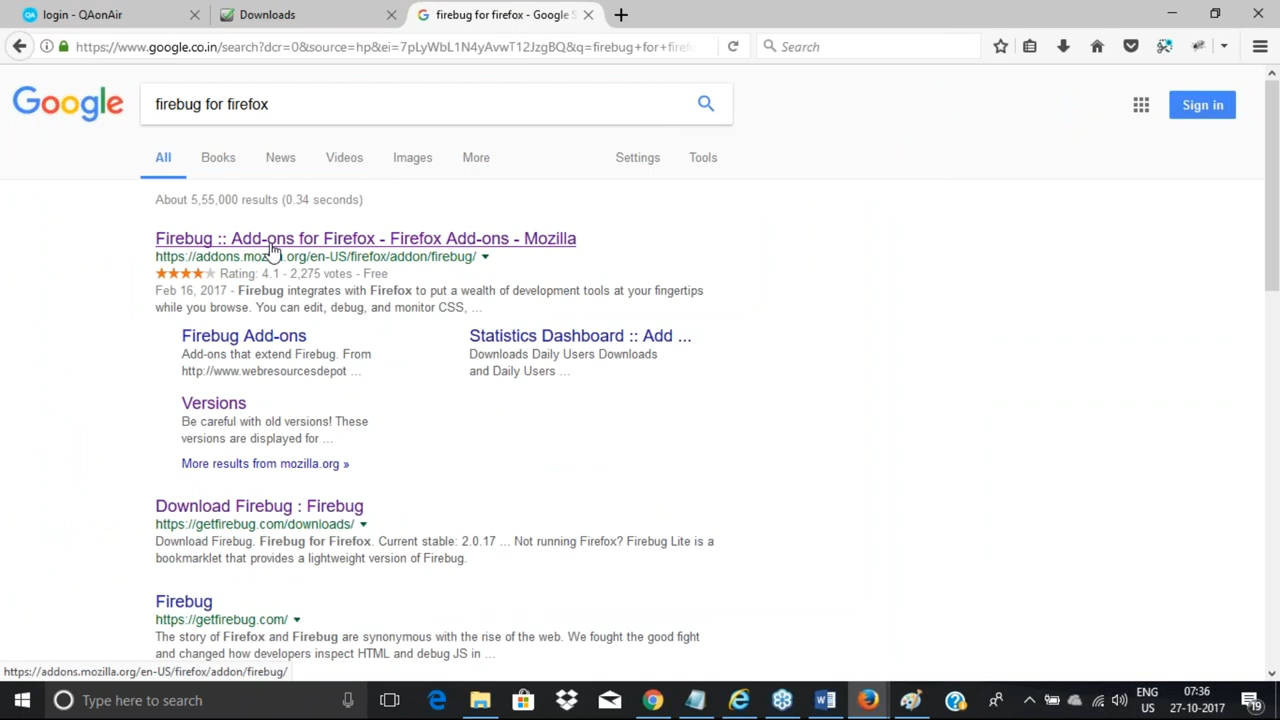 login - QAonAir
Downloads
firebug for firefox - Google S
https://www.google.co.in/search?dcr=0&source=hp&ei=7pLyWbL1N4yAvwT12JzgBQ&q=firebug+for+firef
Search
Google
firebug for firefox
Sign in
All Books News Videos Images More Settings Tools
About 5,55,000 results (0.34 seconds)
Firebug :: Add-ons for Firefox - Firefox Add-ons - Mozilla
https://addons.mozilla.org/en-US/firefox/addon/firebug/
Rating: 4.1 - 2,275 votes - Free
Feb 16, 2017 - Firebug integrates with Firefox to put a wealth of development tools at your fingertips
while you browse. You can edit, debug, and monitor CSS, ...
Firebug Add-ons
Add-ons that extend Firebug. From
http://www.webresourcesdepot ...
Statistics Dashboard :: Add ...
Downloads Daily Users Downloads
and Daily Users ...
Versions
Be careful with old versions! These
versions are displayed for ...
More results from mozilla.org »
Download Firebug : Firebug
https://getfirebug.com/downloads/
Download Firebug. Firebug for Firefox. Current stable: 2.0.17 ... Not running Firefox? Firebug Lite is a
bookmarklet that provides a lightweight version of Firebug.
Firebug
https://getfirebug.com/
The story of Firefox and Firebug are synonymous with the rise of the web. We fought the good fight
and changed how developers inspect HTML and debug JS in ...
https://addons.mozilla.org/en-US/firefox/addon/firebug/
Type here to search
ENG
US
07:36
27-10-2017
19